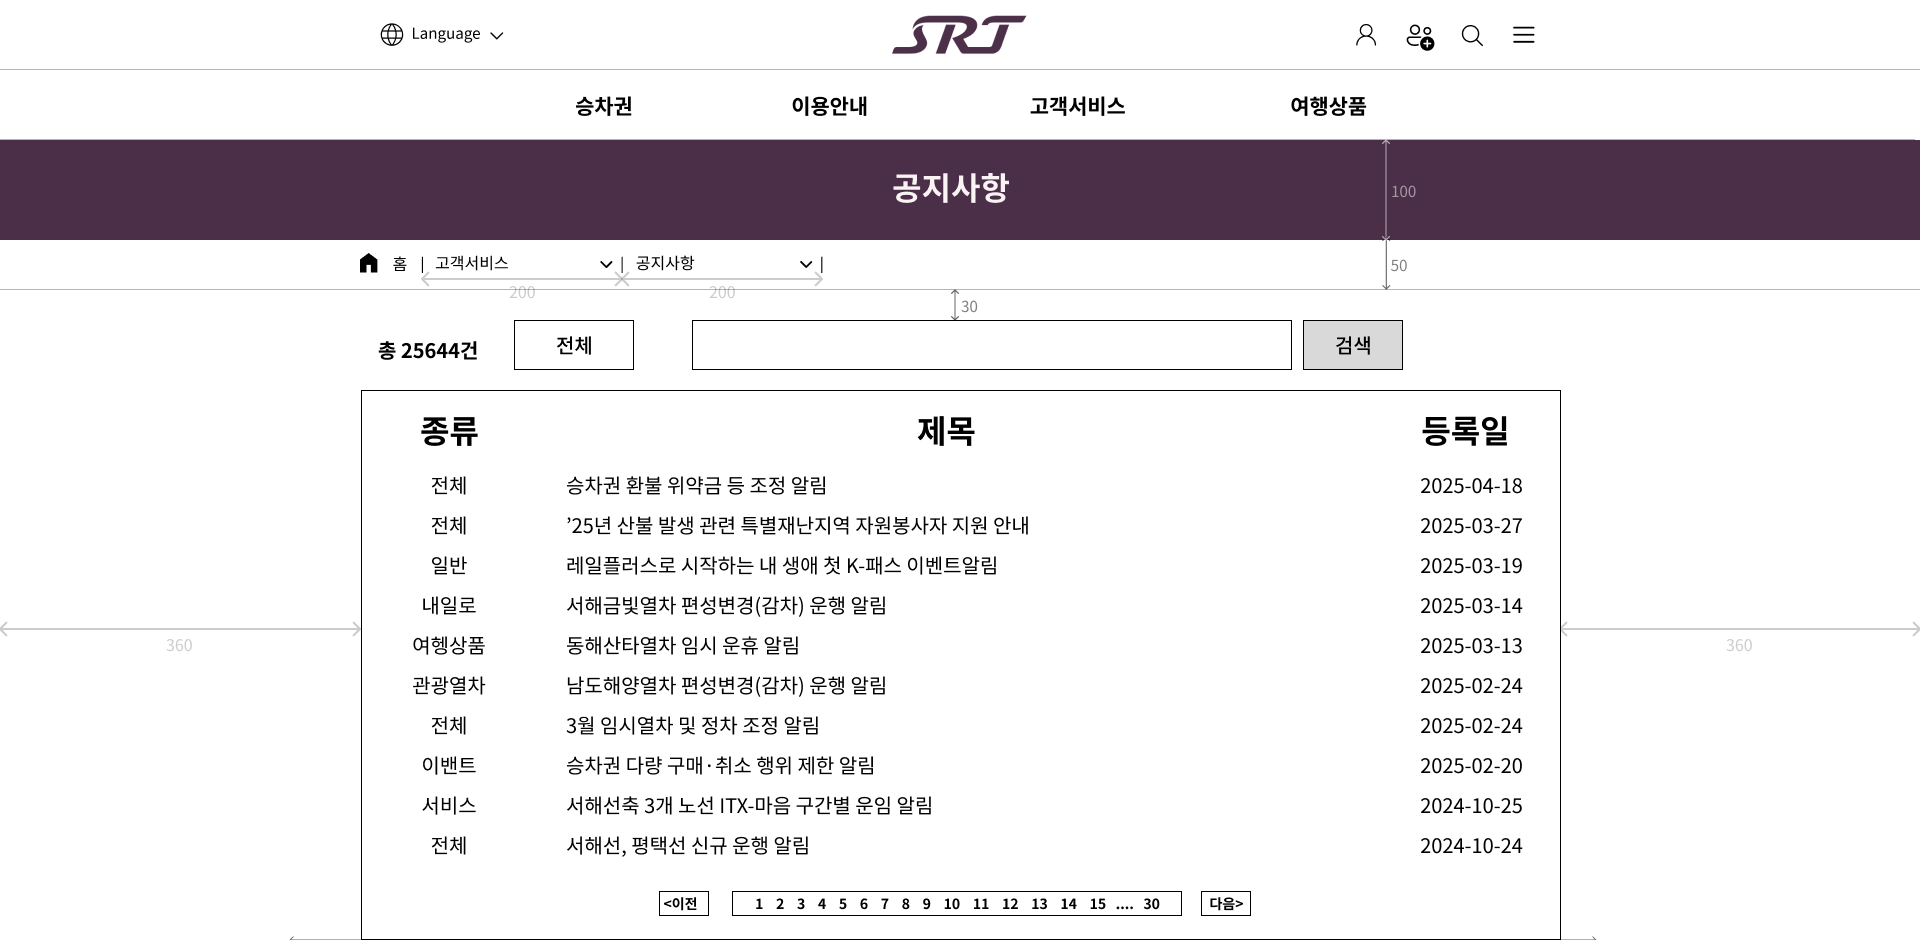 Language
SRT
승차권 이용안내 고객서비스 여행상품
공지사항
100
홈 | 고객서비스 | 공지사항 |
50
200 200
30
총 25644건 전체 검색
종류 제목 등록일
전체 승차권 환불 위약금 등 조정 알림 2025-04-18
전체 ’25년 산불 발생 관련 특별재난지역 자원봉사자 지원 안내 2025-03-27
일반 레일플러스로 시작하는 내 생애 첫 K-패스 이벤트알림 2025-03-19
내일로 서해금빛열차 편성변경(감차) 운행 알림 2025-03-14
여헹상품 동해산타열차 임시 운휴 알림 2025-03-13
360 360
관광열차 남도해양열차 편성변경(감차) 운행 알림 2025-02-24
전체 3월 임시열차 및 정차 조정 알림 2025-02-24
이밴트 승차권 다량 구매·취소 행위 제한 알림 2025-02-20
서비스 서해선축 3개 노선 ITX-마음 구간별 운임 알림 2024-10-25
전체 서해선, 평택선 신규 운행 알림 2024-10-24
<이전 1 2 3 4 5 6 7 8 9 10 11 12 13 14 15 .... 30 다음>